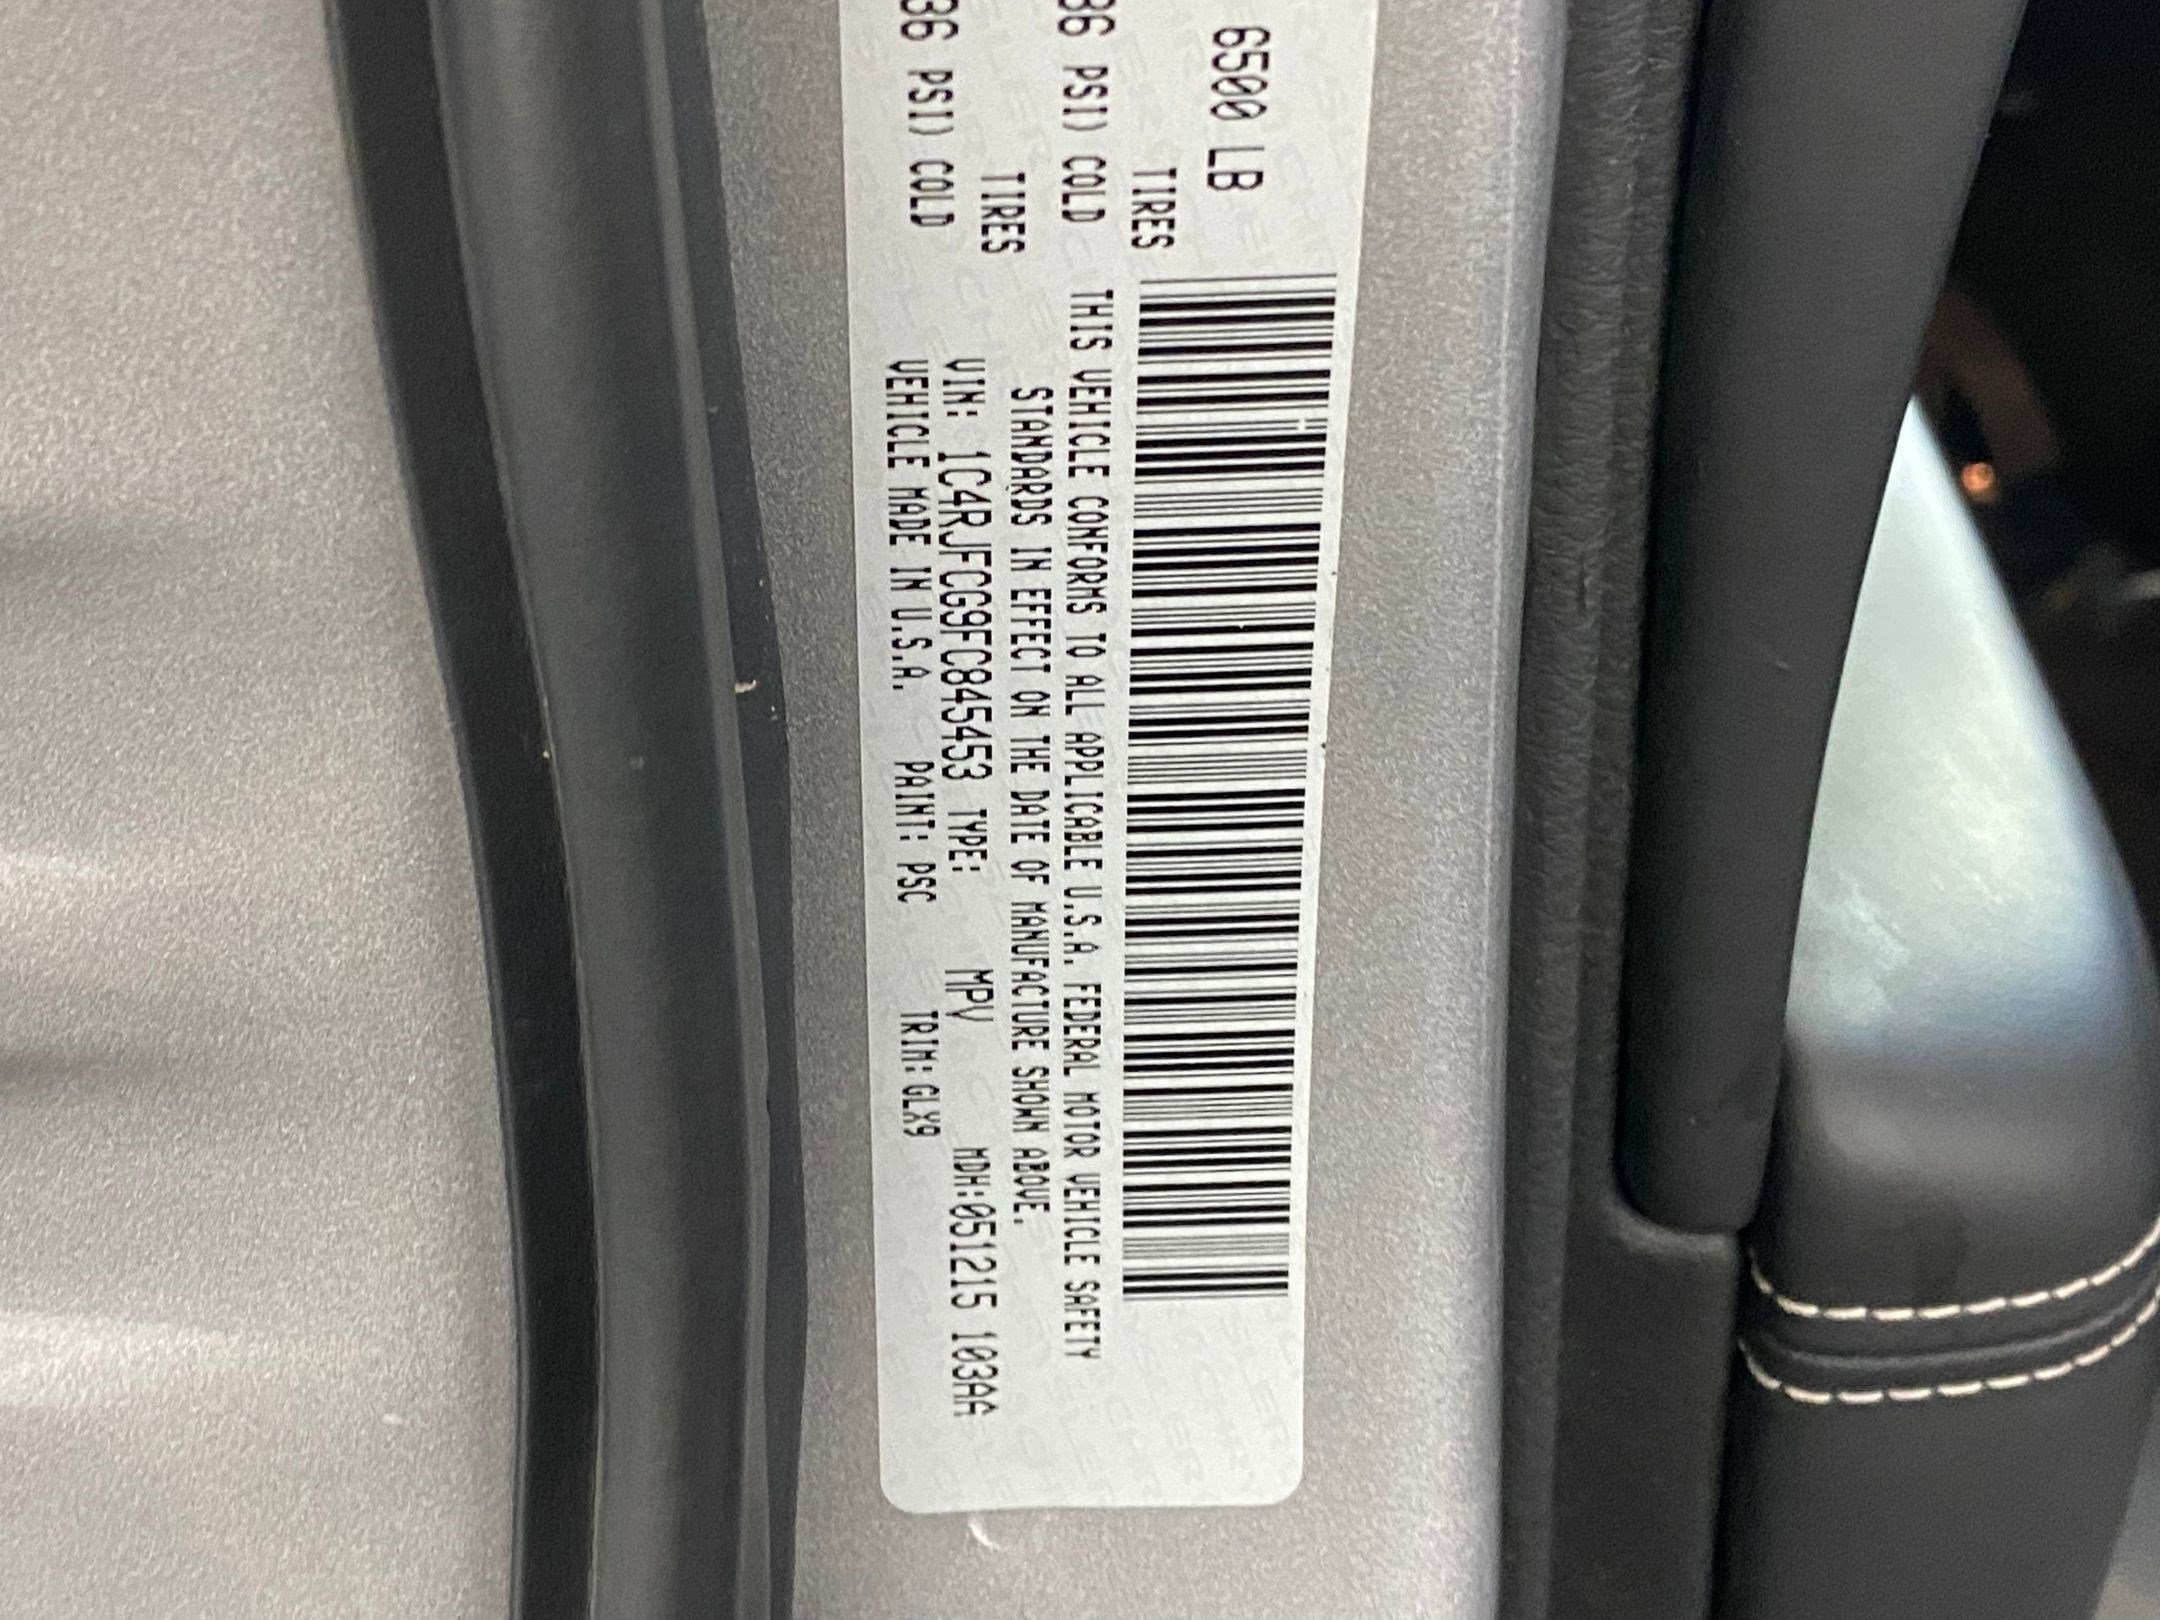 6500 LB
TIRES
36 PSI) COLD
TIRES
36 PSI) COLD
THIS VEHICLE CONFORMS TO ALL APPLICABLE U.S.A. FEDERAL MOTOR VEHICLE SAFETY
STANDARDS IN EFFECT ON THE DATE OF MANUFACTURE SHOWN ABOVE.
VIN: 1C4RJFCG9FC845453 TYPE: MPV MDH:051215 103AA
VEHICLE MADE IN U.S.A. PAINT: PSC TRIM:GLX9